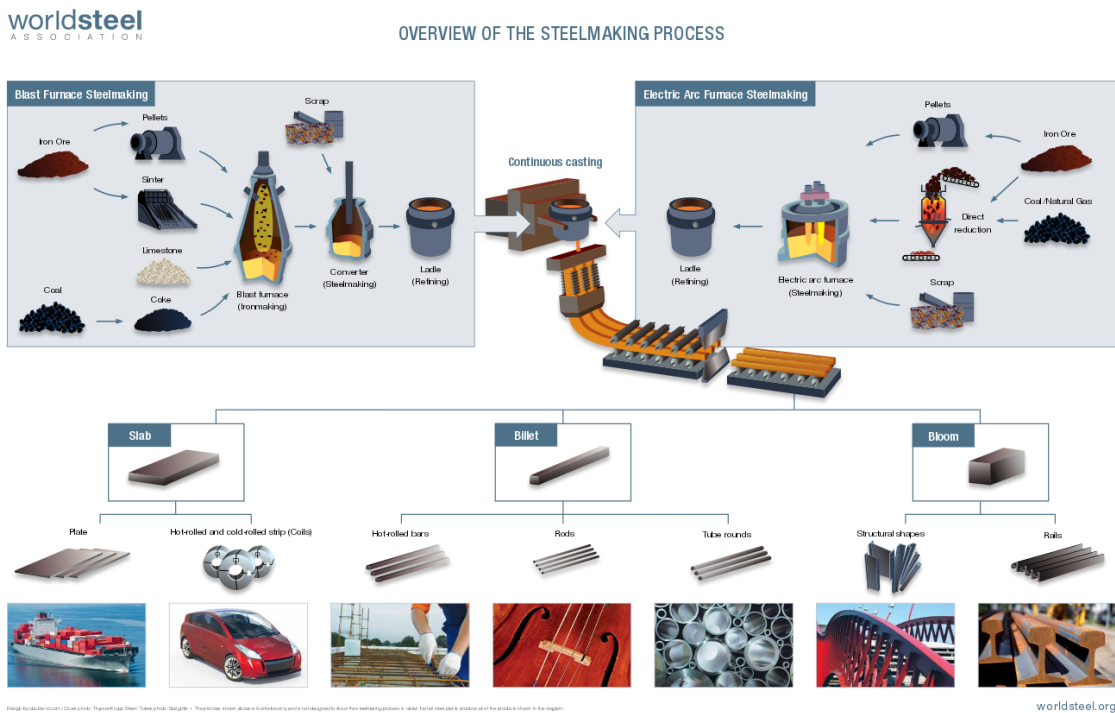 worldsteel
ASSOCIATION
OVERVIEW OF THE STEELMAKING PROCESS
Blast Furnace Steelmaking
Iron Ore
Pellets
Sinter
Limestone
Coal
Coke
Blast furnace
(Ironmaking)
Scrap
Converter
(Steelmaking)
Ladle
(Refining)
Continuous casting
Electric Arc Furnace Steelmaking
Pellets
Iron Ore
Coal/Natural Gas
Direct
reduction
Scrap
Electric arc furnace
(Steelmaking)
Ladle
(Refining)
Slab
Billet
Bloom
Plate
Hot-rolled and cold-rolled strip (Coils)
Hot-rolled bars
Rods
Tube rounds
Structural shapes
Rails
worldsteel.org